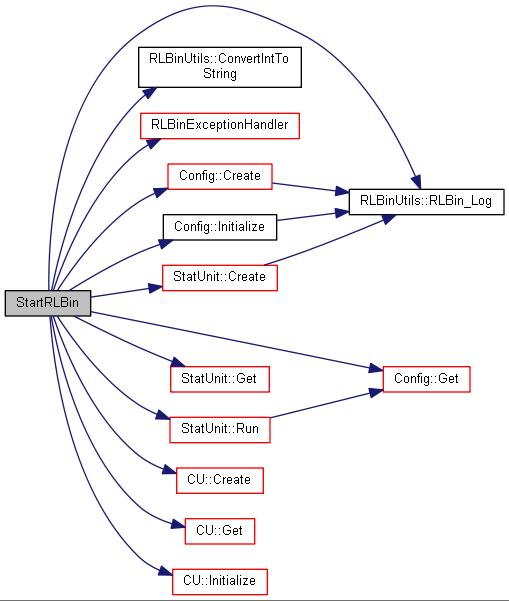 RLBinUtils::ConvertIntTo
String
RLBinExceptionHandler
Config::Create
RLBinUtils::RLBin_Log
Config::Initialize
StatUnit::Create
StartRLBin
StatUnit::Get
Config::Get
StatUnit::Run
CU::Create
CU::Get
CU::Initialize